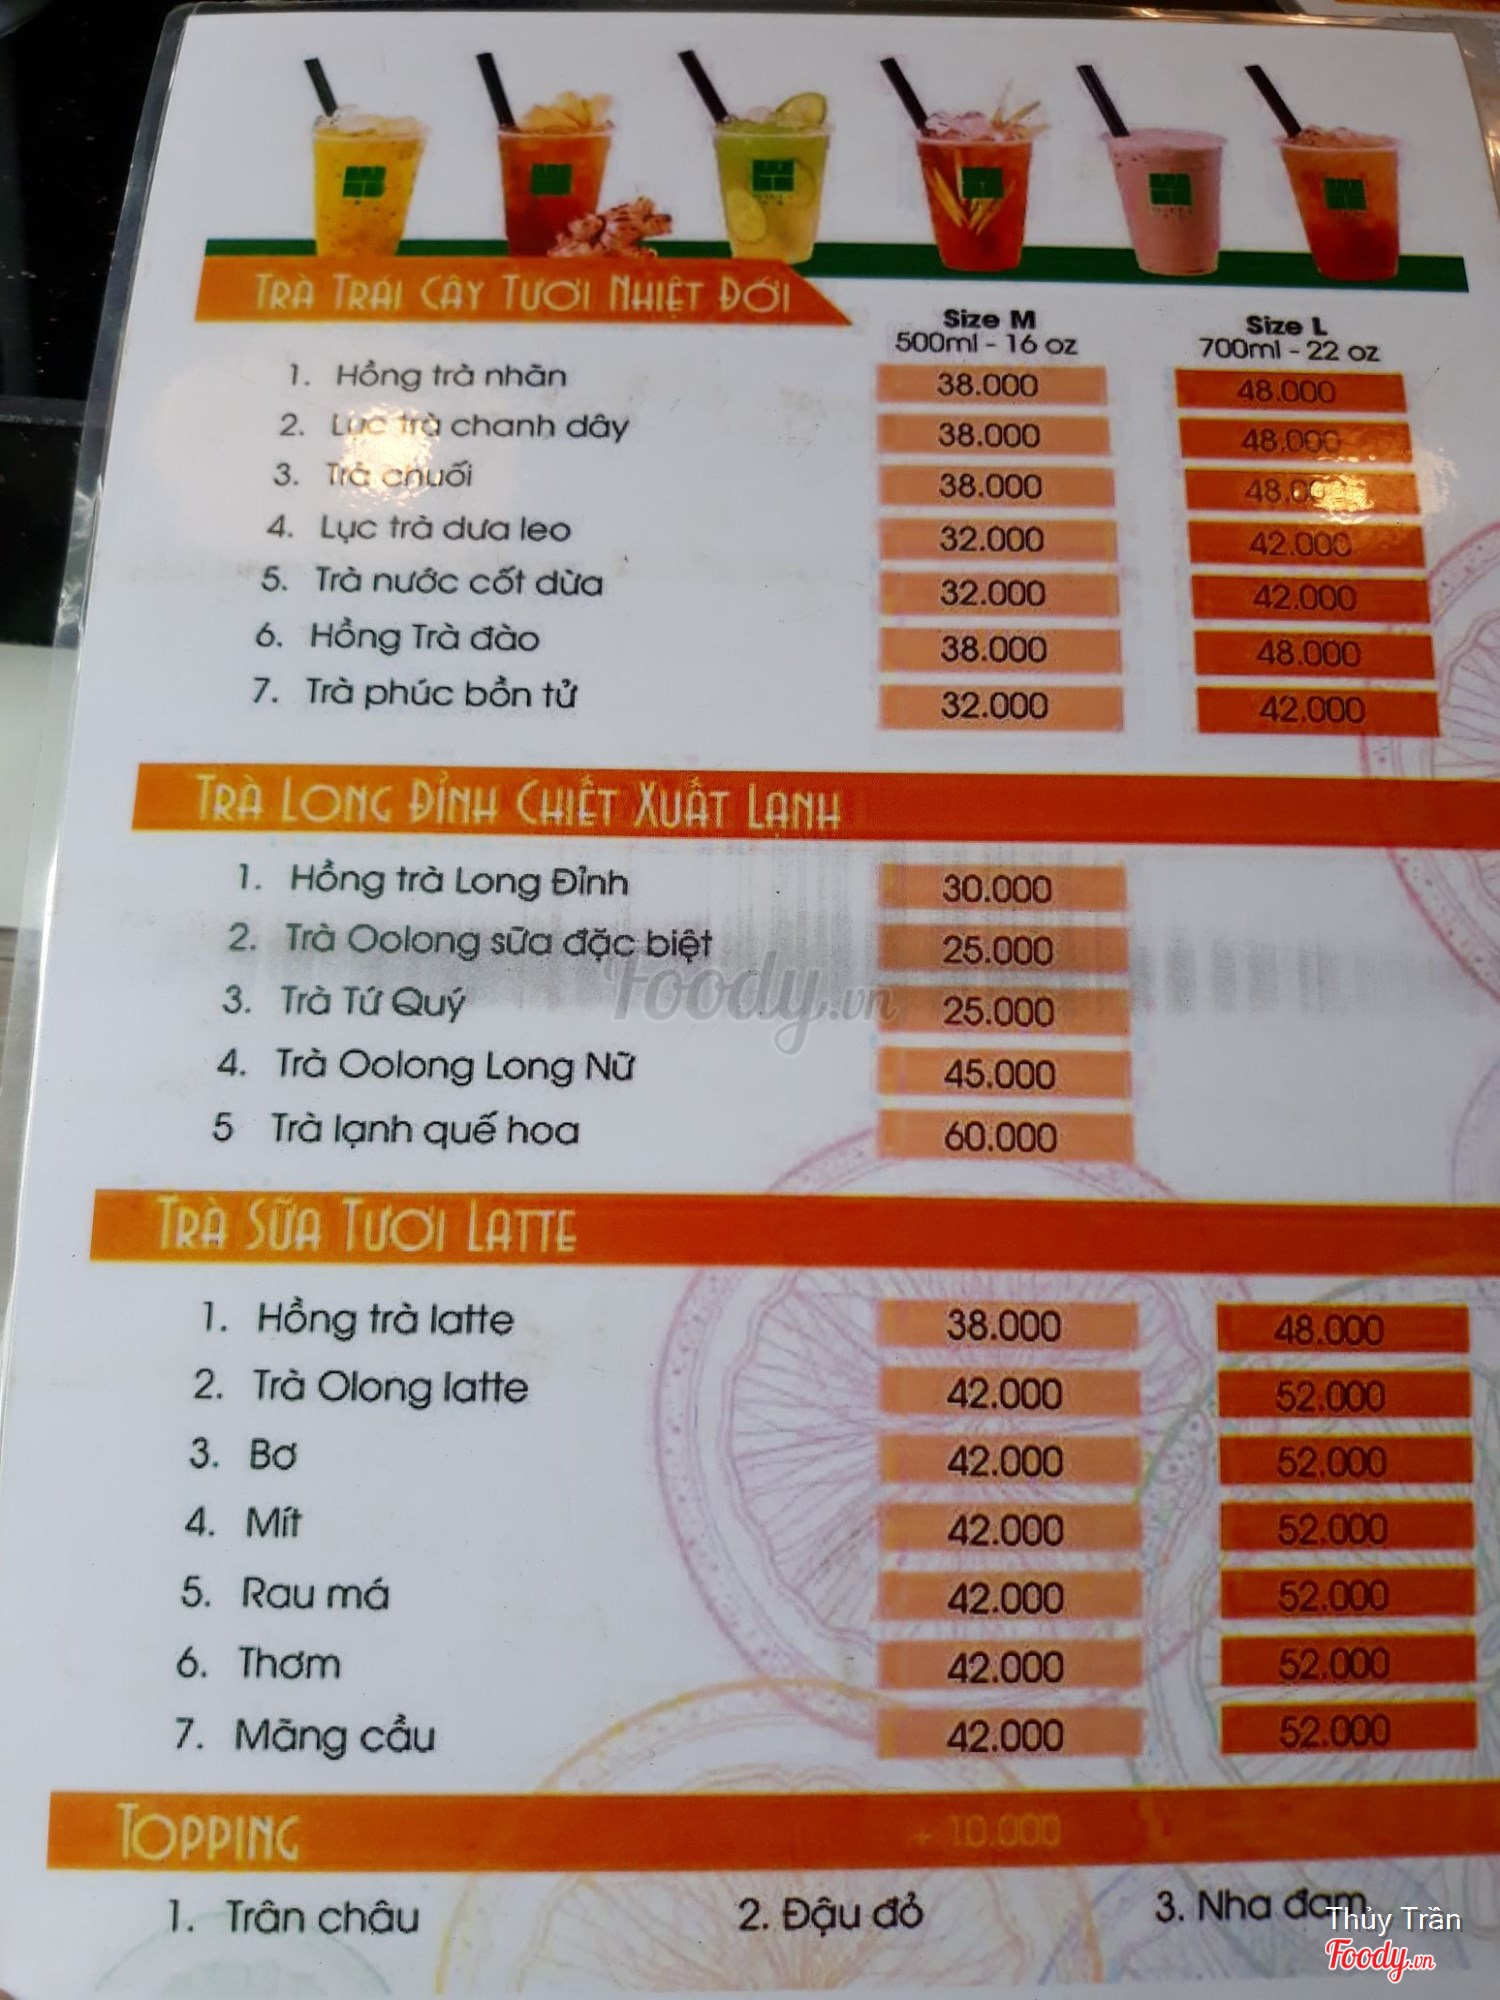 TRÀ TRÁI CÂY TƯƠI NHIỆT ĐỚI
Size M Size L
500ml - 16 oz 700ml - 22 oz
1. Hồng trà nhãn 38.000 48.000
2. Lục trà chanh dây 38.000 48.000
3. Trà chuối 38.000 48.000
4. Lục trà dưa leo 32.000 42.000
5. Trà nước cốt dừa 32.000 42.000
6. Hồng Trà đào 38.000 48.000
7. Trà phúc bồn tử 32.000 42.000
TRÀ LONG ĐỈNH CHIẾT XUẤT LẠNH
1. Hồng trà Long Đỉnh 30.000
2. Trà Oolong sữa đặc biệt 25.000
Foody.vn
3. Trà Tứ Quý 25.000
4. Trà Oolong Long Nữ 45.000
5 Trà lạnh quế hoa 60.000
TRÀ SỮA TƯƠI LATTE
1. Hồng trà latte 38.000 48.000
2. Trà Olong latte 42.000 52.000
3. Bơ 42.000 52.000
4. Mít 42.000 52.000
5. Rau má 42.000 52.000
6. Thơm 42.000 52.000
7. Mãng cầu 42.000 52.000
TOPPING + 10.000
1. Trân châu 2. Đậu đỏ 3. Nha đam
Thủy Trần
Foody.vn